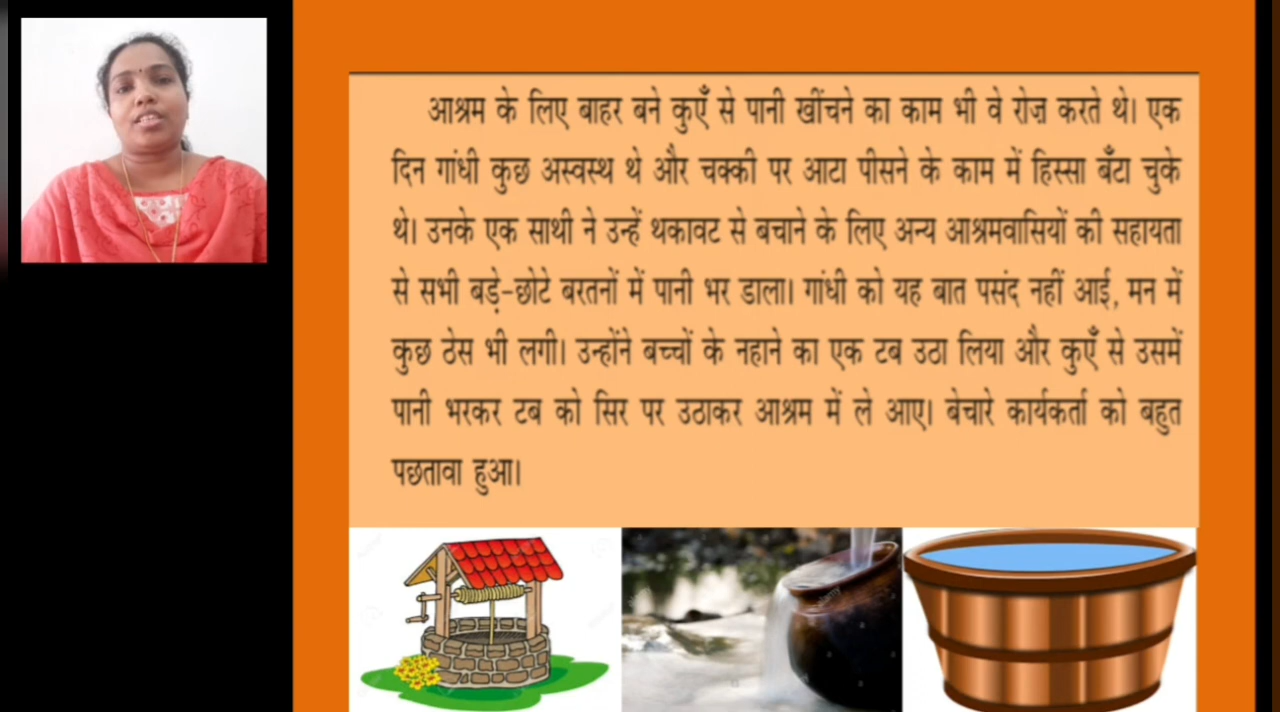 आश्रम के लिए बाहर बने कुएँ से पानी खींचने का काम भी वे रोज़ करते थे। एक
दिन गांधी कुछ अस्वस्थ थे और चक्की पर आटा पीसने के काम में हिस्सा बँटा चुके
थे। उनके एक साथी ने उन्हें थकावट से बचाने के लिए अन्य आश्रमवासियों की सहायता
से सभी बड़े-छोटे बरतनों में पानी भर डाला। गांधी को यह बात पसंद नहीं आई, मन में
कुछ ठेस भी लगी। उन्होंने बच्चों के नहाने का एक टब उठा लिया और कुएँ से उसमें
पानी भरकर टब को सिर पर उठाकर आश्रम में ले आए। बेचारे कार्यकर्ता को बहुत
पछतावा हुआ।